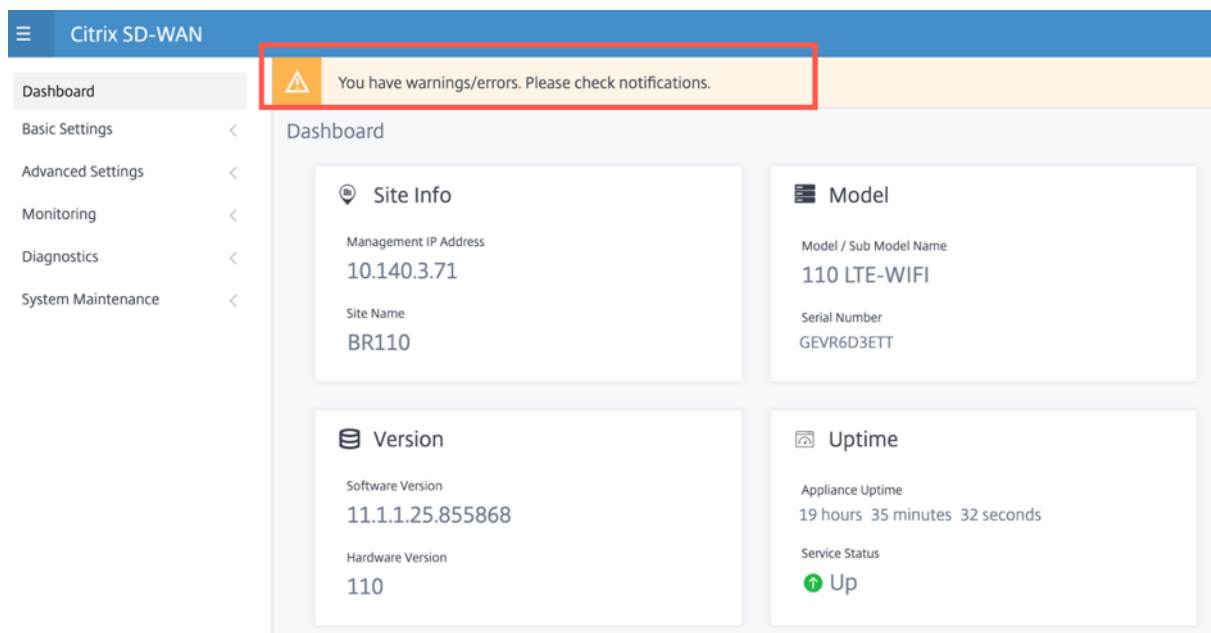 Citrix SD-WAN
You have warnings/errors. Please check notifications.
Dashboard
Basic Settings
Advanced Settings
Monitoring
Diagnostics
System Maintenance
Dashboard
Site Info
Management IP Address
10.140.3.71
Site Name
BR110
Model
Model / Sub Model Name
110 LTE-WIFI
Serial Number
GEVR6D3ETT
Version
Software Version
11.1.1.25.855868
Hardware Version
110
Uptime
Appliance Uptime
19 hours 35 minutes 32 seconds
Service Status
Up